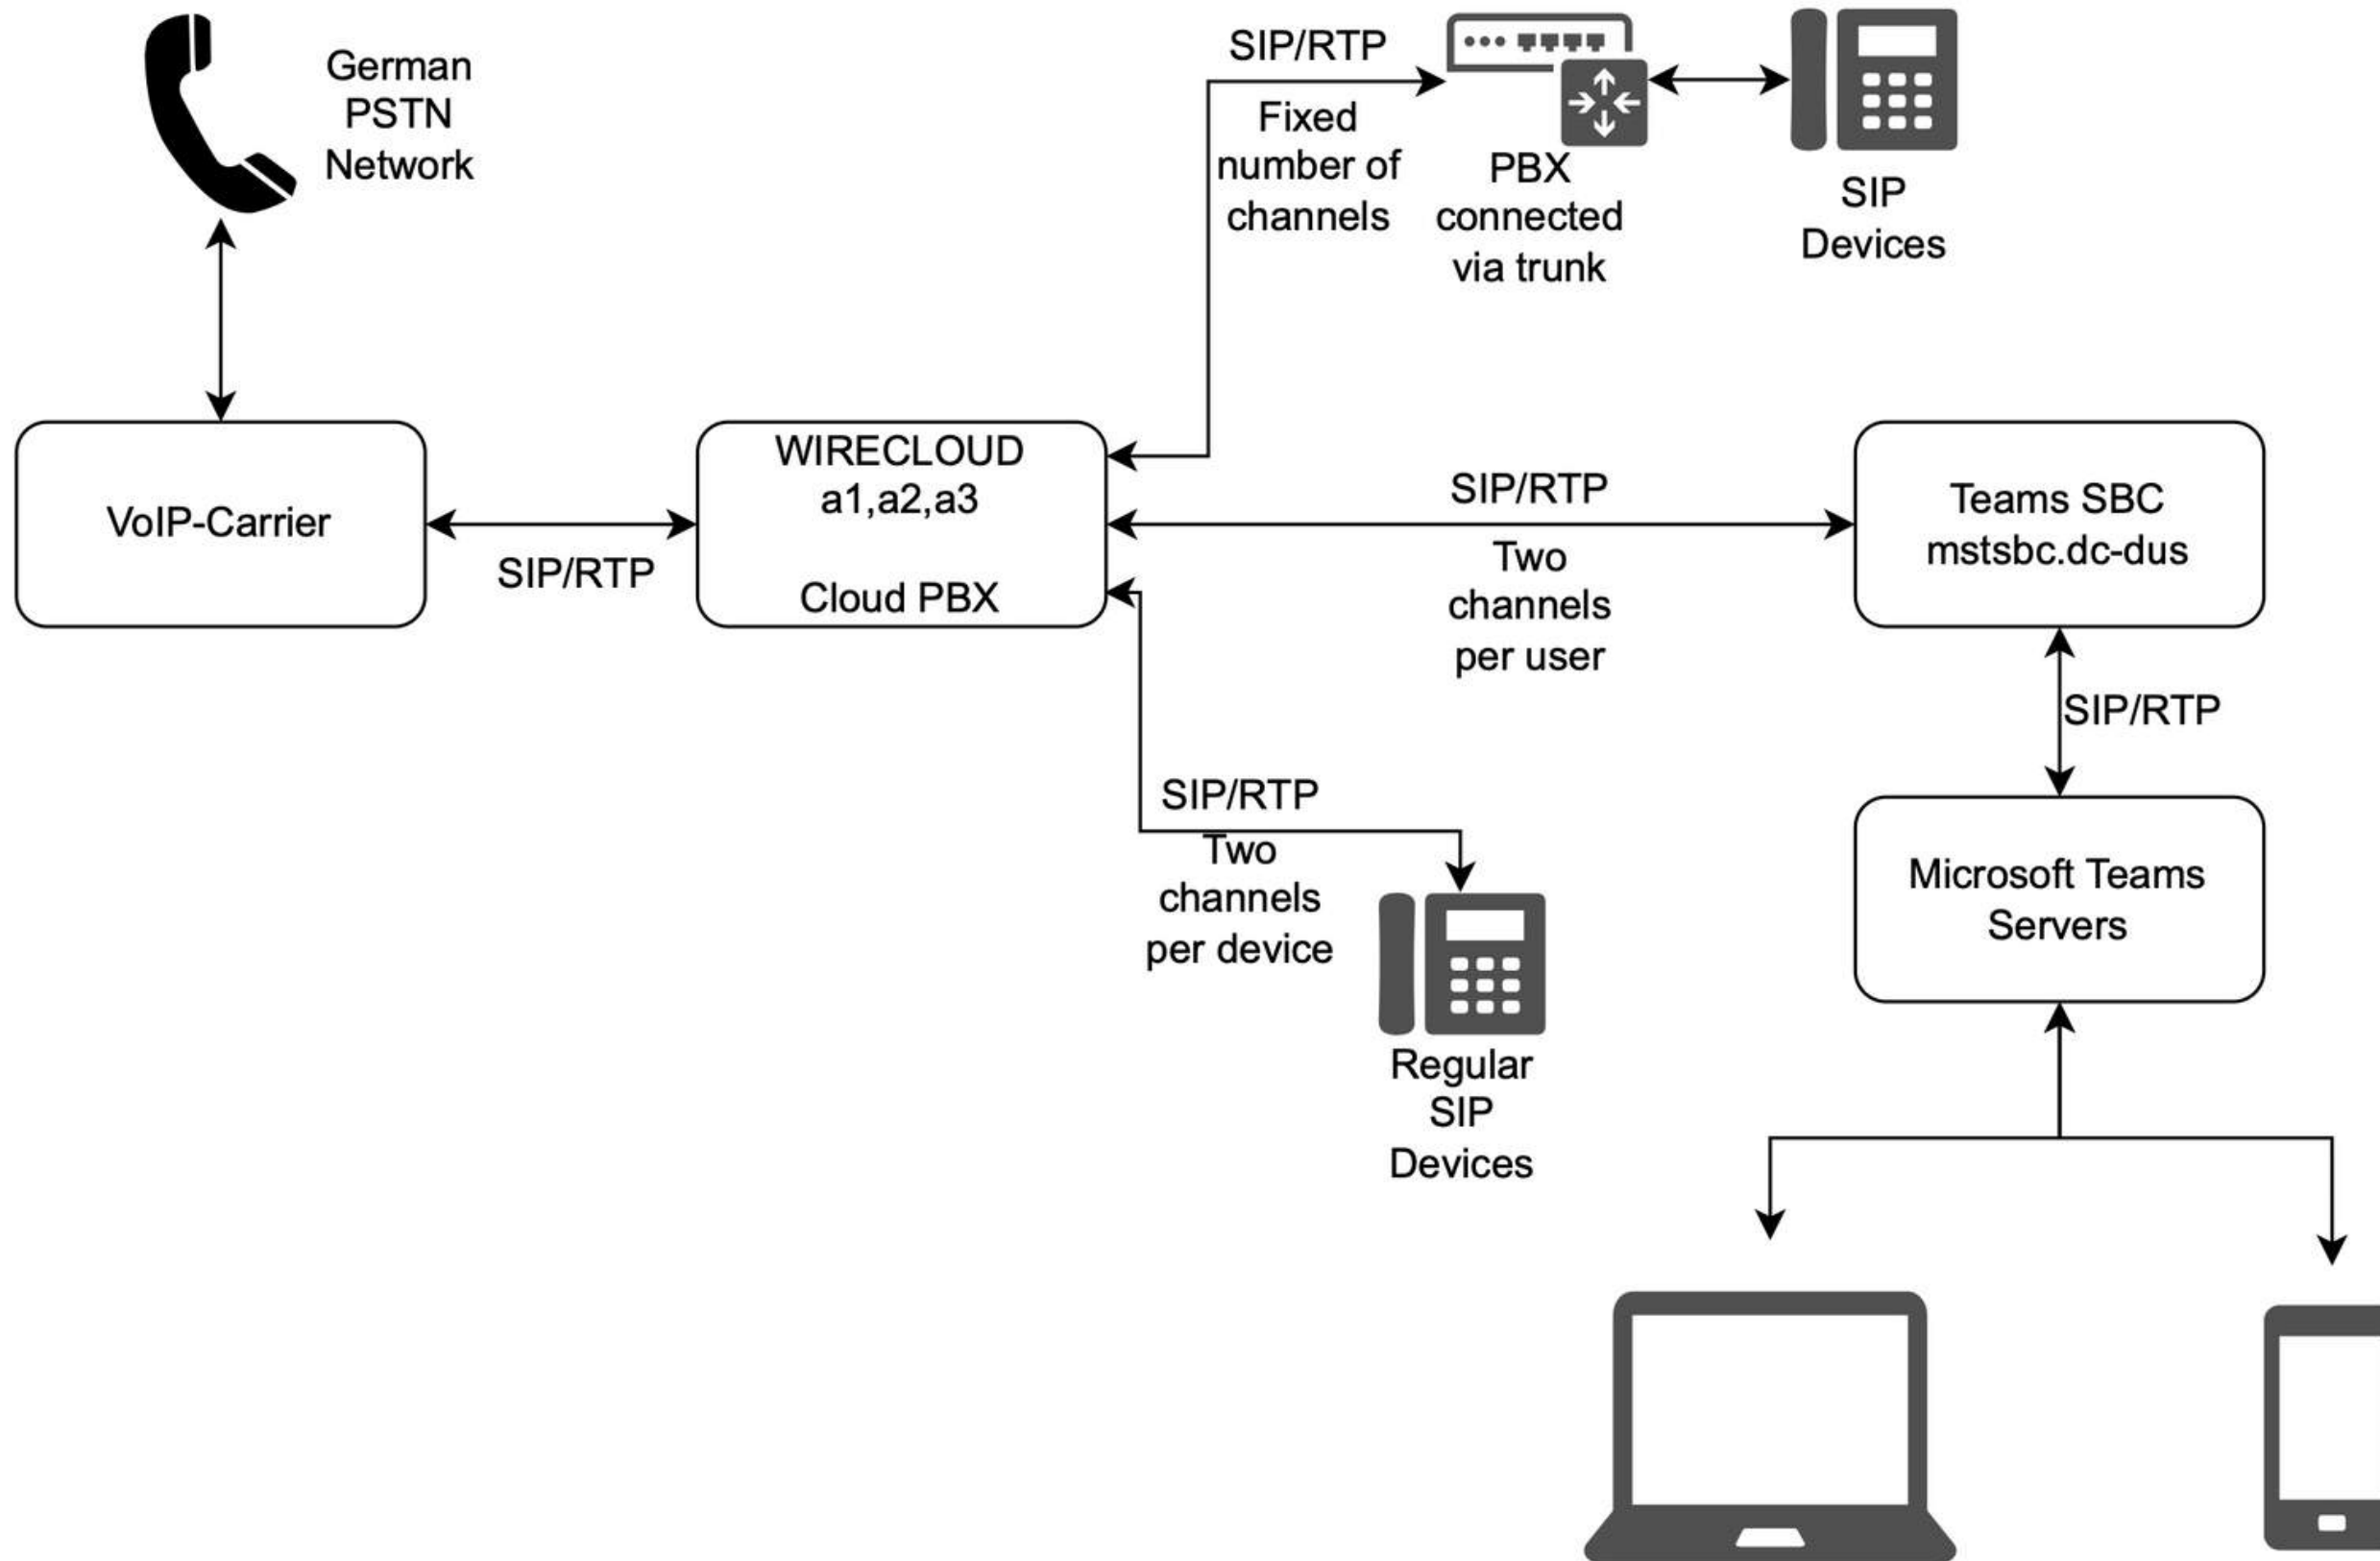 German
PSTN
Network
SIP/RTP
Fixed
number of
channels
PBX
connected
via trunk
SIP
Devices
VoIP-Carrier
SIP/RTP
WIRECLOUD
a1,a2,a3
Cloud PBX
SIP/RTP
Two
channels
per user
Teams SBC
mstsbc.dc-dus
SIP/RTP
Microsoft Teams
Servers
SIP/RTP
Two
channels
per device
Regular
SIP
Devices